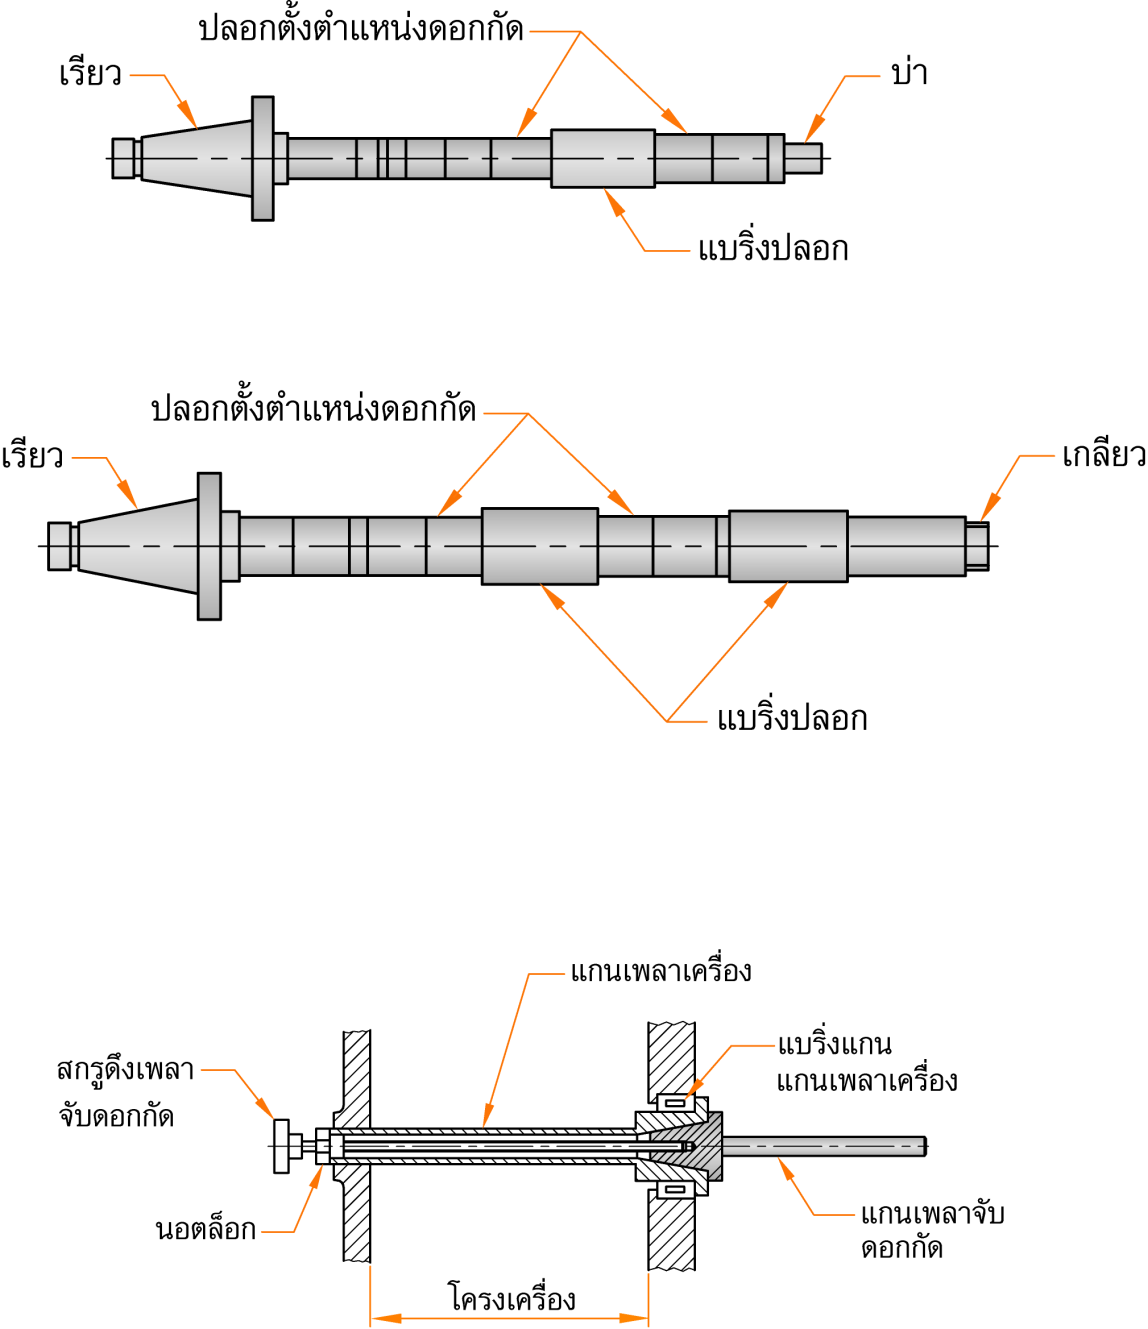 ปลอกตั้งตำแหน่งดอกกัด
เรียว
บ่า
แบริ่งปลอก
ปลอกตั้งตำแหน่งดอกกัด
เรียว
เกลียว
แบริ่งปลอก
แกนเพลาเครื่อง
แบริ่งแกน
แกนเพลาเครื่อง
สกรูดึงเพลา
จับดอกกัด
นอตล็อก
แกนเพลาจับ
ดอกกัด
โครงเครื่อง